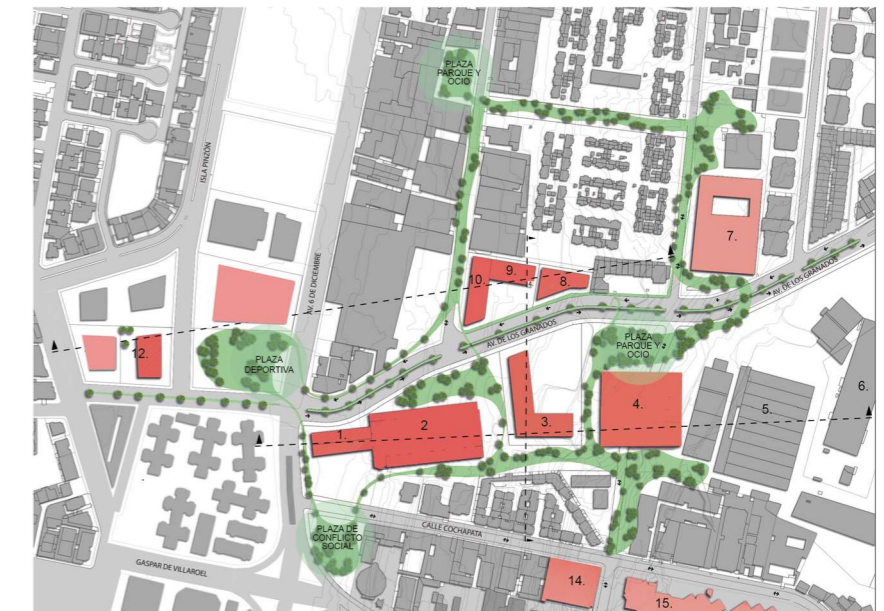 PLAZA
PARQUE Y
OCIO
ISLA PINZÓN
7.
AV. 6 DE DICIEMBRE
9.
10
8.
AV. DE LOS GRANADOS
AV. DE LOS GRANADOS
PLAZA
PARQUE Y
OCIO
12.
PLAZA
DEPORTIVA
6.
5.
4.
3.
2
1.
PLAZA DE
CONFLICTO
SOCIAL
CALLE COCHAPATA
GASPAR DE VILLAROEL
14.
15.